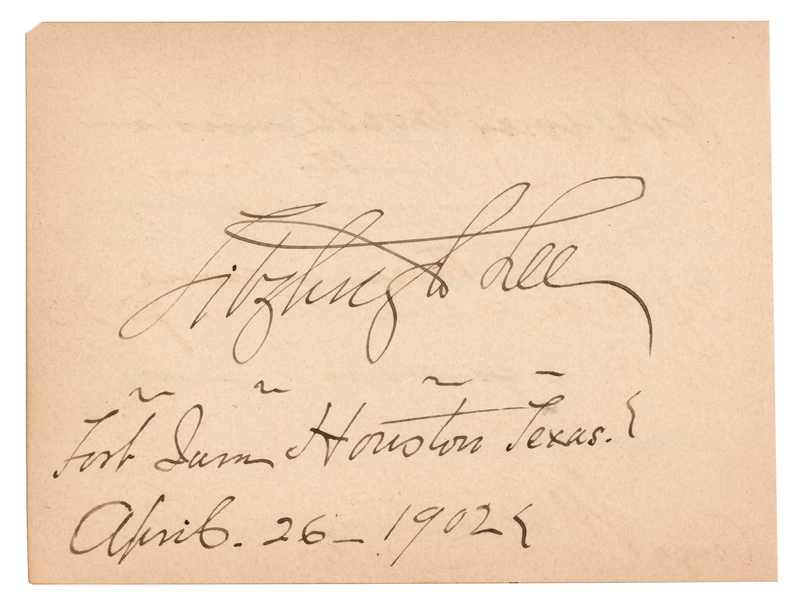 Fitzhugh Lee
Fort Sam Houston Texas.
April. 26 - 1902